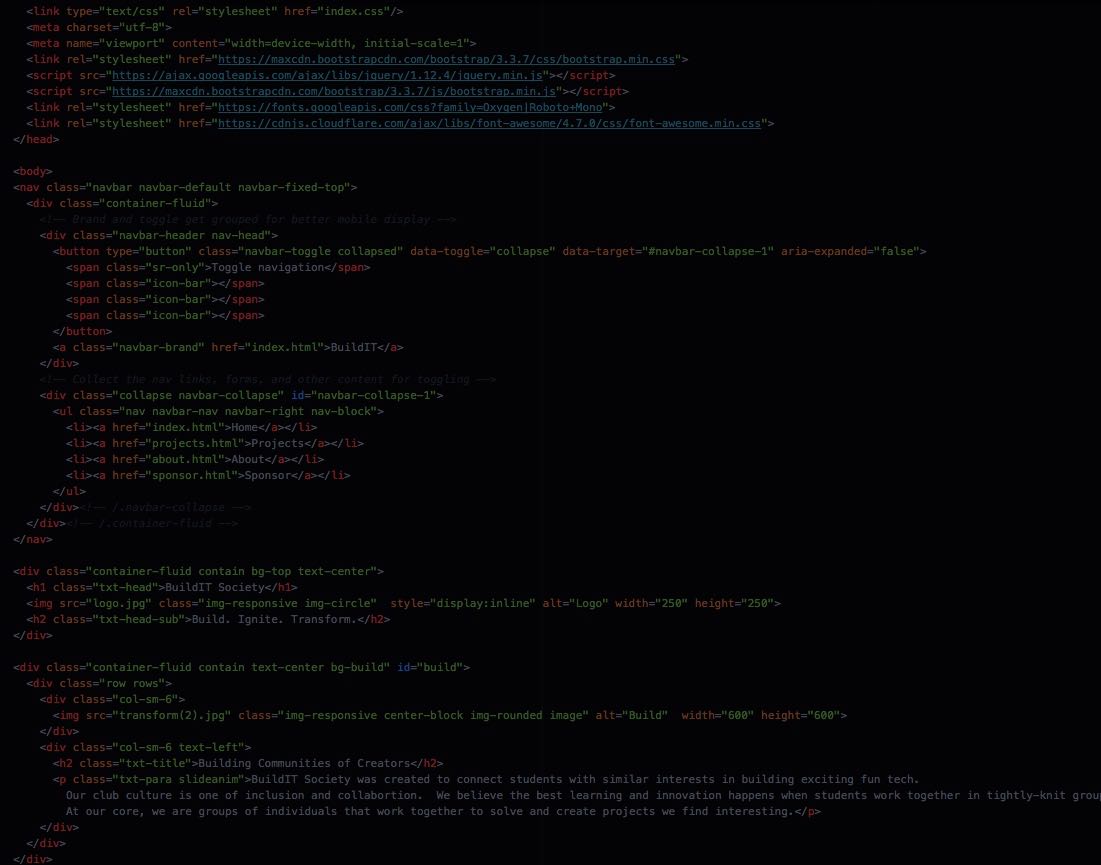 <link type="text/css" rel="stylesheet" href="index.css"/>
<meta charset="utf-8">
<meta name="viewport" content="width=device-width, initial-scale=1">
<link rel="stylesheet" href="https://maxcdn.bootstrapcdn.com/bootstrap/3.3.7/css/bootstrap.min.css">
<script src="https://ajax.googleapis.com/ajax/libs/jquery/1.12.4/jquery.min.js"></script>
<script src="https://maxcdn.bootstrapcdn.com/bootstrap/3.3.7/js/bootstrap.min.js"></script>
<link rel="stylesheet" href="https://fonts.googleapis.com/css?family=Oxygen|Roboto+Mono">
<link rel="stylesheet" href="https://cdnjs.cloudflare.com/ajax/libs/font-awesome/4.7.0/css/font-awesome.min.css">
</head>
<body>
<nav class="navbar navbar-default navbar-fixed-top">
<div class="container-fluid">
<!-- Brand and toggle get grouped for better mobile display -->
<div class="navbar-header nav-head">
<button type="button" class="navbar-toggle collapsed" data-toggle="collapse" data-target="#navbar-collapse-1" aria-expanded="false">
<span class="sr-only">Toggle navigation</span>
<span class="icon-bar"></span>
<span class="icon-bar"></span>
<span class="icon-bar"></span>
</button>
<a class="navbar-brand" href="index.html">BuildIT</a>
</div>
<!-- Collect the nav links, forms, and other content for toggling -->
<div class="collapse navbar-collapse" id="navbar-collapse-1">
<ul class="nav navbar-nav navbar-right nav-block">
<li><a href="index.html">Home</a></li>
<li><a href="projects.html">Projects</a></li>
<li><a href="about.html">About</a></li>
<li><a href="sponsor.html">Sponsor</a></li>
</ul>
</div><!-- /.navbar-collapse -->
</div><!-- /.container-fluid -->
</nav>
<div class="container-fluid contain bg-top text-center">
<h1 class="txt-head">BuildIT Society</h1>
<img src="logo.jpg" class="img-responsive img-circle"  style="display:inline" alt="Logo" width="250" height="250">
<h2 class="txt-head-sub">Build. Ignite. Transform.</h2>
</div>
<div class="container-fluid contain text-center bg-build" id="build">
<div class="row rows">
<div class="col-sm-6">
<img src="transform(2).jpg" class="img-responsive center-block img-rounded image" alt="Build"  width="600" height="600">
</div>
<div class="col-sm-6 text-left">
<h2 class="txt-title">Building Communities of Creators</h2>
<p class="txt-para slideanim">BuildIT Society was created to connect students with similar interests in building exciting fun tech.
Our club culture is one of inclusion and collabortion.  We believe the best learning and innovation happens when students work together in tightly-knit grou
At our core, we are groups of individuals that work together to solve and create projects we find interesting.</p>
</div>
</div>
</div>